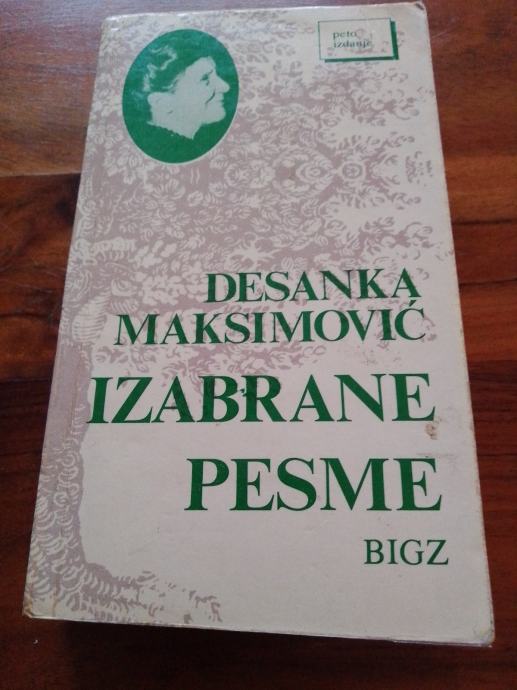 peto
izdanje
DESANKA
MAKSIMOVIĆ
IZABRANE
PESME
BIGZ